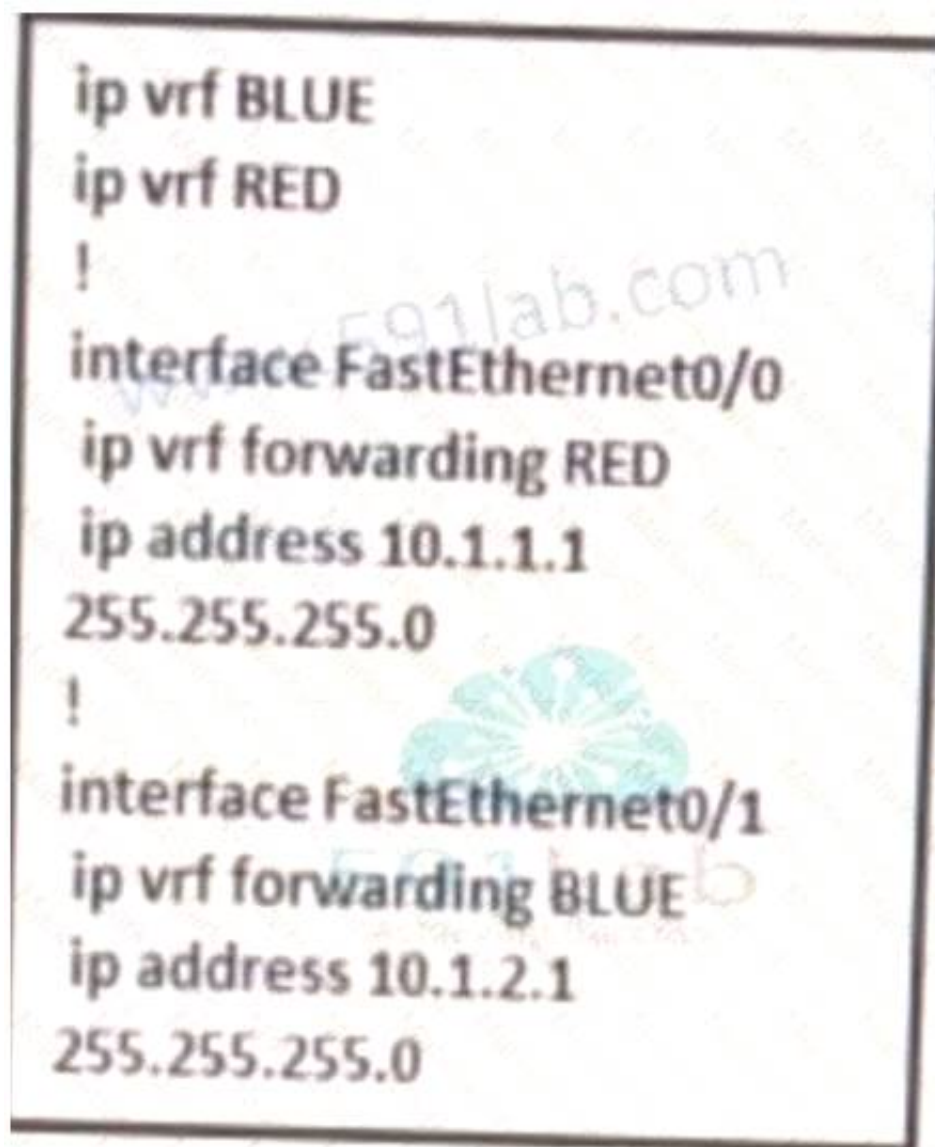 ip vrf BLUE
ip vrf RED
!
591lab.com
interface FastEthernet0/0
ip vrf forwarding RED
ip address 10.1.1.1
255.255.255.0
!
interface FastEthernet0/1
ip vrf forwarding BLUE
ip address 10.1.2.1
255.255.255.0